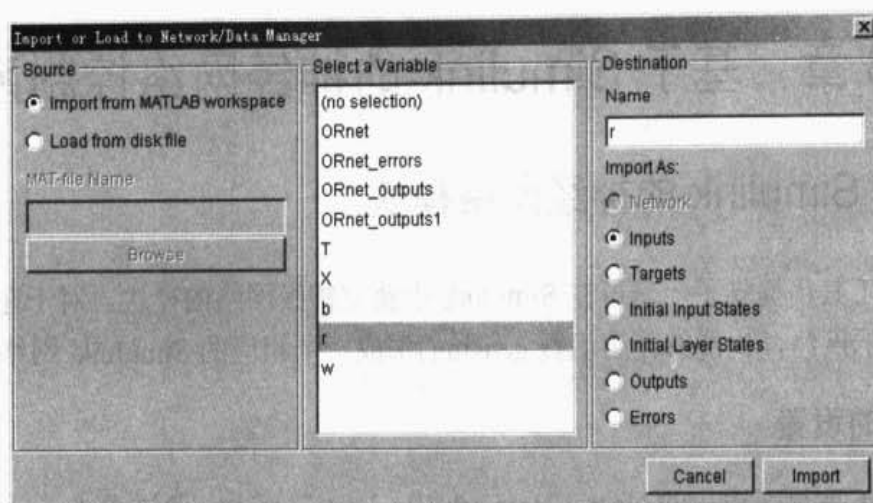 Import or Load to Network/Data Manager
Source
Import from MATLAB workspace
Load from disk file
MAT-file Name
Browse
Select a Variable
(no selection)
ORnet
ORnet_errors
ORnet_outputs
ORnet_outputs1
T
X
b
r
w
Destination
Name
r
Import As:
Network
Inputs
Targets
Initial Input States
Initial Layer States
Outputs
Errors
Cancel
Import